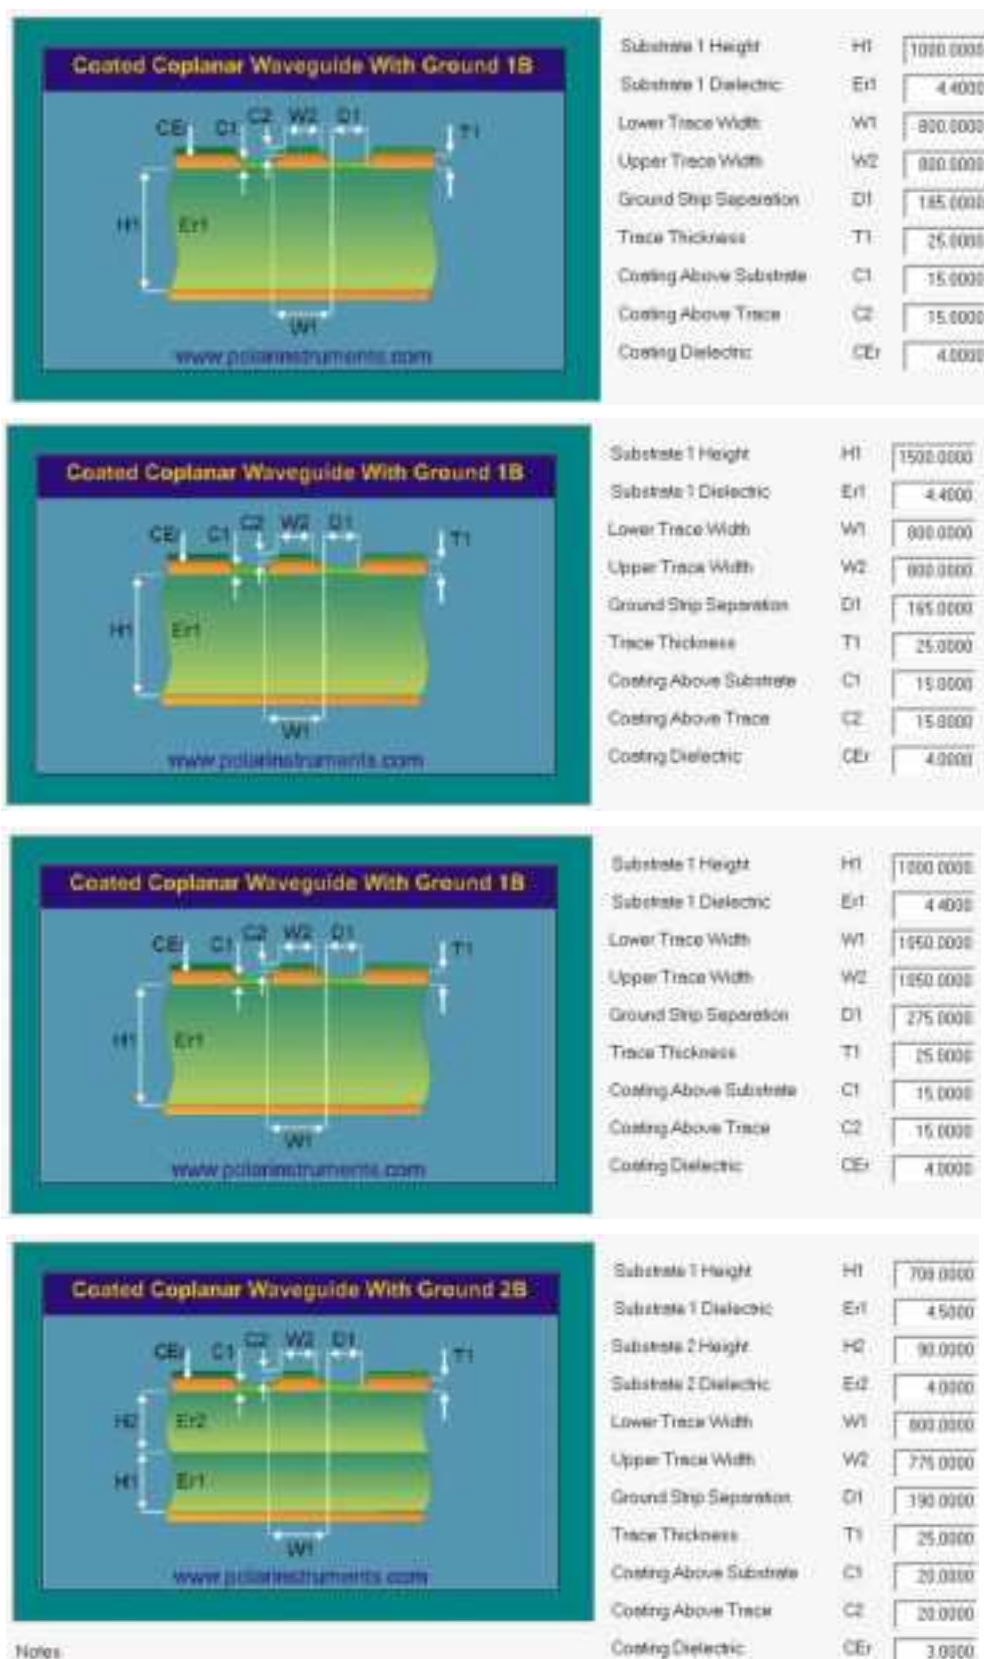 Coated Coplanar Waveguide With Ground 1B
CEr C1 C2 W2 D1 T1
H1 Er1
W1
www.polarinstruments.com
Substrate 1 Height H1 1000.0000
Substrate 1 Dielectric Er1 4.4000
Lower Trace Width W1 800.0000
Upper Trace Width W2 800.0000
Ground Strip Separation D1 185.0000
Trace Thickness T1 25.0000
Coating Above Substrate C1 15.0000
Coating Above Trace C2 15.0000
Coating Dielectric CEr 4.0000
Coated Coplanar Waveguide With Ground 1B
CEr C1 C2 W2 D1 T1
H1 Er1
W1
www.polarinstruments.com
Substrate 1 Height H1 1500.0000
Substrate 1 Dielectric Er1 4.4000
Lower Trace Width W1 800.0000
Upper Trace Width W2 800.0000
Ground Strip Separation D1 165.0000
Trace Thickness T1 25.0000
Coating Above Substrate C1 15.0000
Coating Above Trace C2 15.0000
Coating Dielectric CEr 4.0000
Coated Coplanar Waveguide With Ground 1B
CEr C1 C2 W2 D1 T1
H1 Er1
W1
www.polarinstruments.com
Substrate 1 Height H1 1000.0000
Substrate 1 Dielectric Er1 4.4000
Lower Trace Width W1 1050.0000
Upper Trace Width W2 1050.0000
Ground Strip Separation D1 275.0000
Trace Thickness T1 25.0000
Coating Above Substrate C1 15.0000
Coating Above Trace C2 15.0000
Coating Dielectric CEr 4.0000
Coated Coplanar Waveguide With Ground 2B
CEr C1 C2 W2 D1 T1
H2 Er2
H1 Er1
W1
www.polarinstruments.com
Notes
Substrate 1 Height H1
Substrate 1 Dielectric Er1 4.5000
Substrate 2 Height H2 90.0000
Substrate 2 Dielectric Er2 4.0000
Lower Trace Width W1 800.0000
Upper Trace Width W2 775.0000
Ground Strip Separation D1 190.0000
Trace Thickness T1 25.0000
Coating Above Substrate C1 20.0000
Coating Above Trace C2 20.0000
Coating Dielectric CEr 3.0000